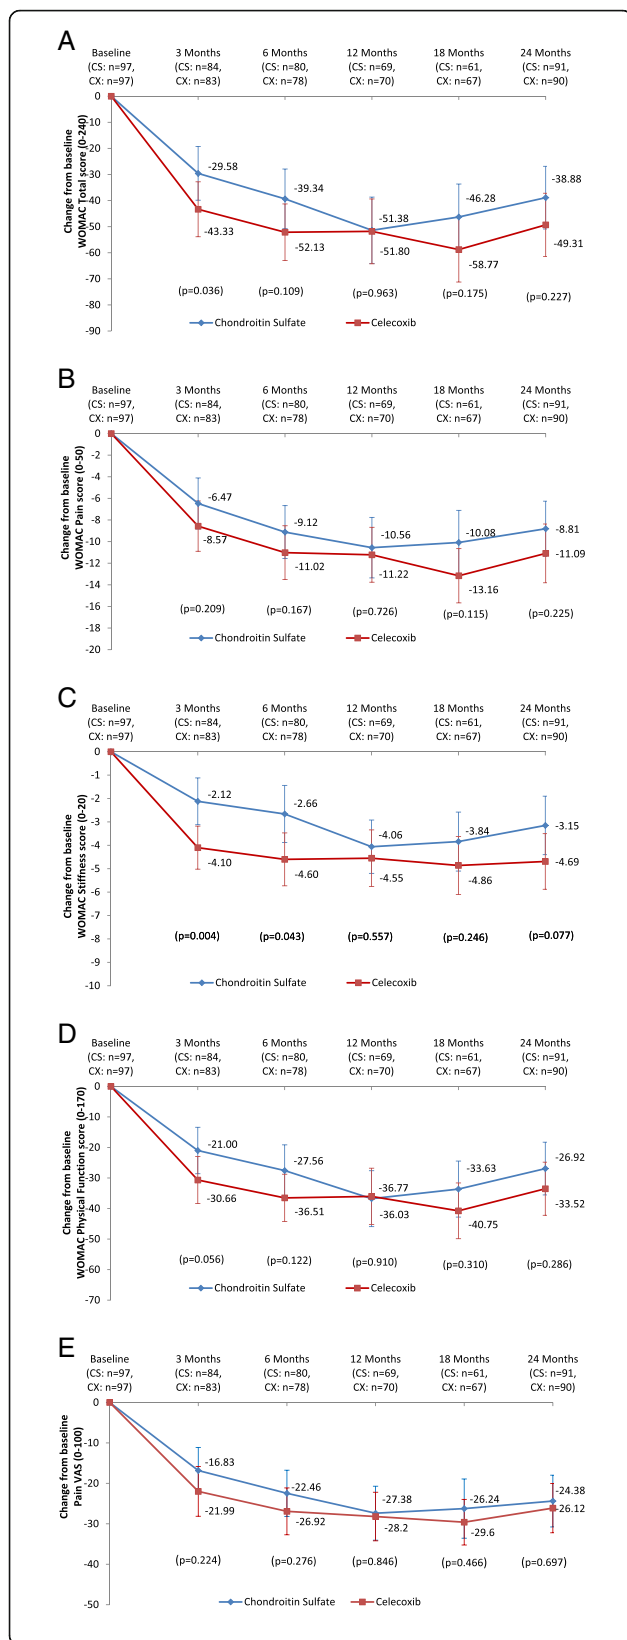 A
Baseline 3 Months 6 Months 12 Months 18 Months 24 Months
(CS: n=97, (CS: n=84, (CS: n=80, (CS: n=69, (CS: n=61, (CS: n=91,
CX: n=97) CX: n=83) CX: n=78) CX: n=70) CX: n=67) CX: n=90)
Change from baseline
WOMAC Total score (0-240)
0
-10
-20
-30
-40
-50
-60
-70
-80
-90
-29.58
-39.34
-51.38
-46.28
-38.88
-43.33
-52.13
-51.80
-58.77
-49.31
(p=0.036) (p=0.109) (p=0.963) (p=0.175) (p=0.227)
Chondroitin Sulfate Celecoxib
B
Baseline 3 Months 6 Months 12 Months 18 Months 24 Months
(CS: n=97, (CS: n=84, (CS: n=80, (CS: n=69, (CS: n=61, (CS: n=91,
CX: n=97) CX: n=83) CX: n=78) CX: n=70) CX: n=67) CX: n=90)
Change from baseline
WOMAC Pain score (0-50)
0
-2
-4
-6
-8
-10
-12
-14
-16
-18
-20
-6.47
-9.12
-10.56
-10.08
-8.81
-8.57
-11.02
-11.22
-13.16
-11.09
(p=0.209) (p=0.167) (p=0.726) (p=0.115) (p=0.225)
Chondroitin Sulfate Celecoxib
C
Baseline 3 Months 6 Months 12 Months 18 Months 24 Months
(CS: n=97, (CS: n=84, (CS: n=80, (CS: n=69, (CS: n=61, (CS: n=91,
CX: n=97) CX: n=83) CX: n=78) CX: n=70) CX: n=67) CX: n=90)
Change from baseline
WOMAC Stiffness score (0-20)
0
-1
-2
-3
-4
-5
-6
-7
-8
-9
-10
-2.12
-2.66
-4.06
-3.84
-3.15
-4.10
-4.60
-4.55
-4.86
-4.69
(p=0.004) (p=0.043) (p=0.557) (p=0.246) (p=0.077)
Chondroitin Sulfate Celecoxib
D
Baseline 3 Months 6 Months 12 Months 18 Months 24 Months
(CS: n=97, (CS: n=84, (CS: n=80, (CS: n=69, (CS: n=61, (CS: n=91,
CX: n=97) CX: n=83) CX: n=78) CX: n=70) CX: n=67) CX: n=90)
Change from baseline
WOMAC Physical Function score (0-170)
0
-10
-20
-30
-40
-50
-60
-70
-21.00
-27.56
-36.77
-33.63
-26.92
-30.66
-36.51
-36.03
-40.75
-33.52
(p=0.056) (p=0.122) (p=0.910) (p=0.310) (p=0.286)
Chondroitin Sulfate Celecoxib
E
Baseline 3 Months 6 Months 12 Months 18 Months 24 Months
(CS: n=97, (CS: n=84, (CS: n=80, (CS: n=69, (CS: n=61, (CS: n=91,
CX: n=97) CX: n=83) CX: n=78) CX: n=70) CX: n=67) CX: n=90)
Change from baseline
Pain VAS (0-100)
0
-10
-20
-30
-40
-50
-16.83
-22.46
-27.38
-26.24
-24.38
-21.99
-26.92
-28.2
-29.6
-26.12
(p=0.224) (p=0.276) (p=0.846) (p=0.466) (p=0.697)
Chondroitin Sulfate Celecoxib